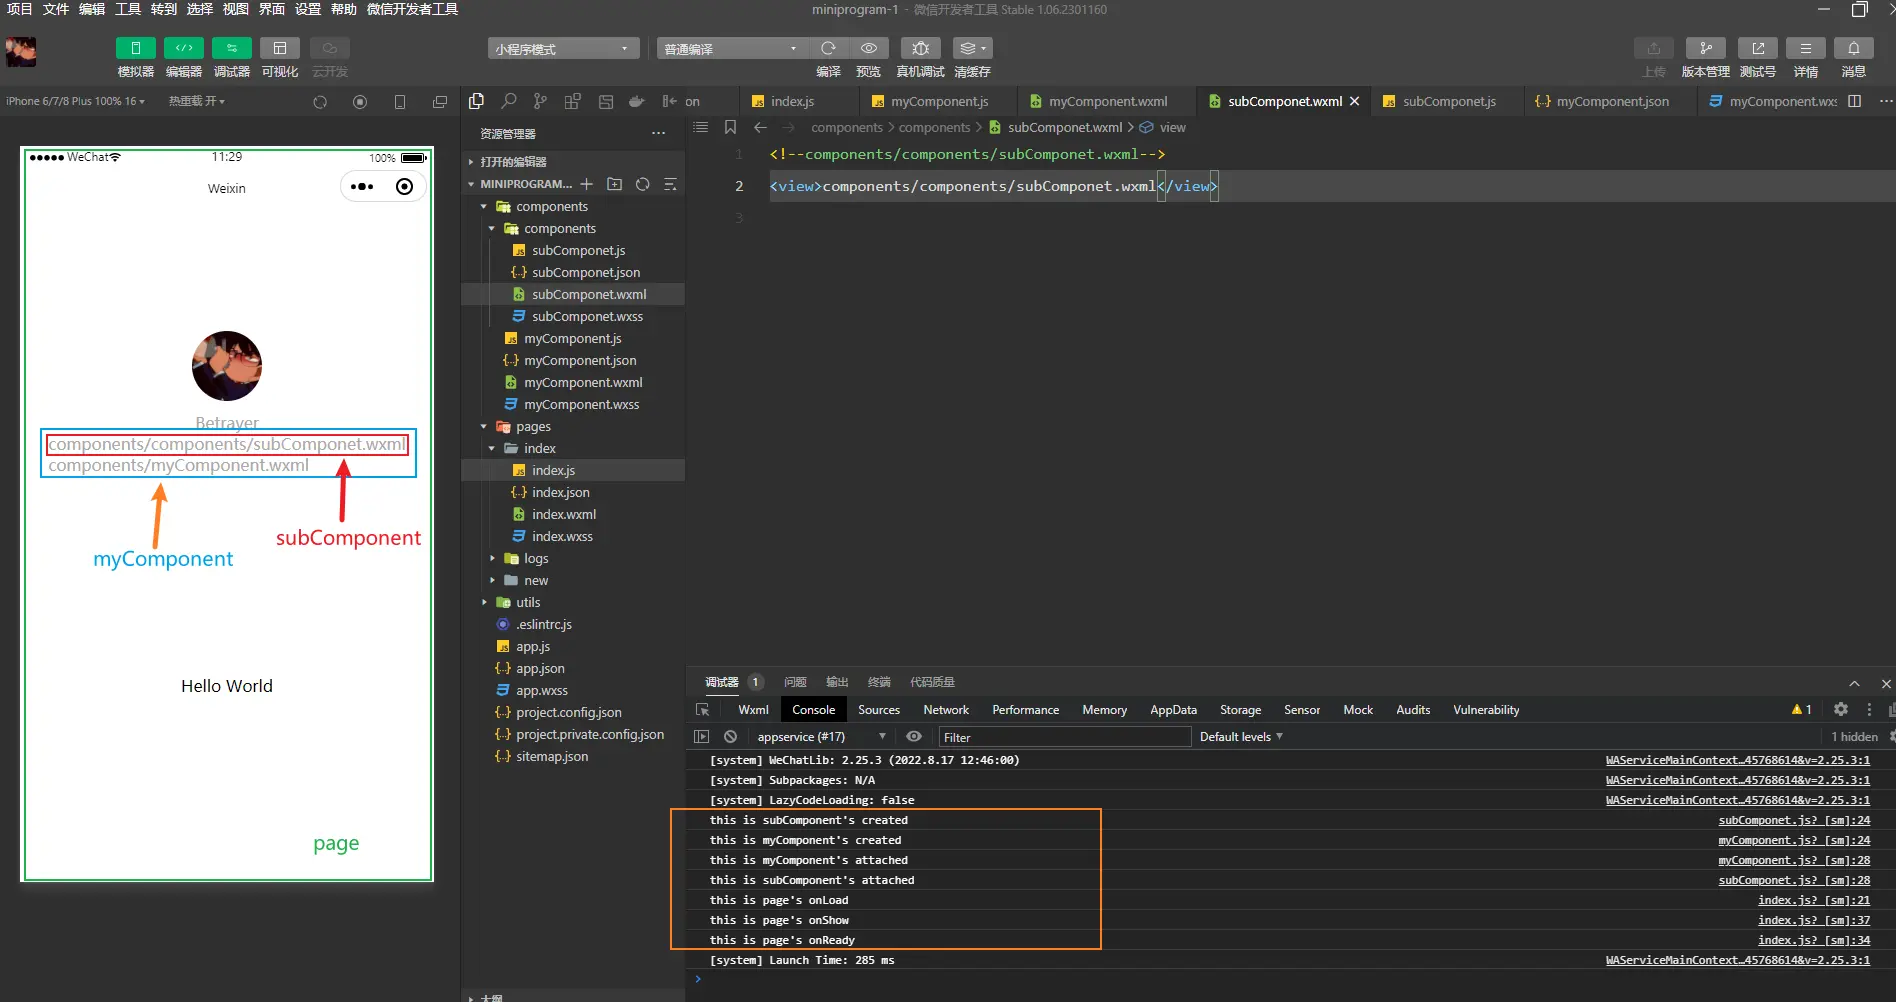 项目 文件 编辑 工具 转到 选择 视图 界面 设置 帮助 微信开发者工具
miniprogram-1 - 微信开发者工具 Stable 1.06.2301160
小程序模式
普通编译
模拟器 编辑器 调试器 可视化 云开发
编译 预览 真机调试 清缓存
上传 版本管理 测试号 详情 消息
iPhone 6/7/8 Plus 100% 16
热重载 开
on
index.js
myComponent.js
myComponent.wxml
subComponet.wxml
subComponet.js
myComponent.json
myComponent.wxs
资源管理器
components > components > subComponet.wxml > view
打开的编辑器
MINIPROGRAM...
components
components
subComponet.js
subComponet.json
subComponet.wxml
subComponet.wxss
myComponent.js
myComponent.json
myComponent.wxml
myComponent.wxss
pages
index
index.js
index.json
index.wxml
index.wxss
logs
new
utils
.eslintrc.js
app.js
app.json
app.wxss
project.config.json
project.private.config.json
sitemap.json
大纲
1 <!--components/components/subComponet.wxml-->
2 <view>components/components/subComponet.wxml</view>
3
WeChat
11:29
100%
Weixin
Betrayer
components/components/subComponet.wxml
components/myComponent.wxml
subComponent
myComponent
Hello World
page
调试器 1 问题 输出 终端 代码质量
Wxml Console Sources Network Performance Memory AppData Storage Sensor Mock Audits Vulnerability
1
appservice (#17)
Filter
Default levels
1 hidden
[system] WeChatLib: 2.25.3 (2022.8.17 12:46:00) WAServiceMainContext…45768614&v=2.25.3:1
[system] Subpackages: N/A WAServiceMainContext…45768614&v=2.25.3:1
[system] LazyCodeLoading: false WAServiceMainContext…45768614&v=2.25.3:1
this is subComponent's created subComponet.js? [sm]:24
this is myComponent's created myComponent.js? [sm]:24
this is myComponent's attached myComponent.js? [sm]:28
this is subComponent's attached subComponet.js? [sm]:28
this is page's onLoad index.js? [sm]:21
this is page's onShow index.js? [sm]:37
this is page's onReady index.js? [sm]:34
[system] Launch Time: 285 ms WAServiceMainContext…45768614&v=2.25.3:1